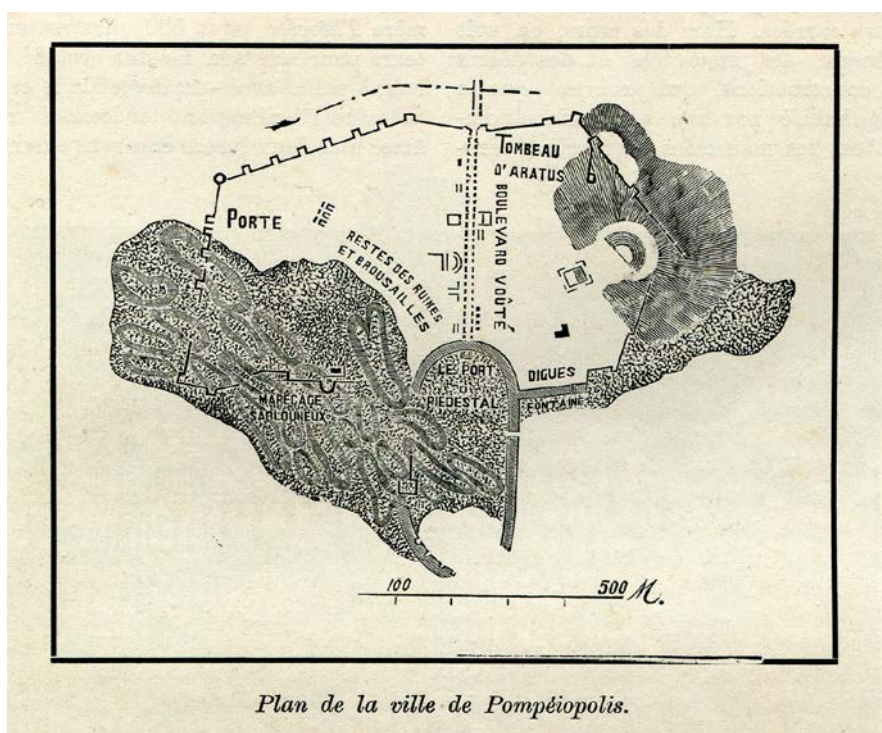 TOMBEAU
D'ARATUS
PORTE
BOULEVARD VOÛTÉ
RESTES DES RUINES
ET BROUSAILLES
LE PORT
PIEDESTAL
DIGUES
FONTAINE
MARÉCAGE
SABLOUNEUX
100 500 M.
Plan de la ville de Pompéiopolis.